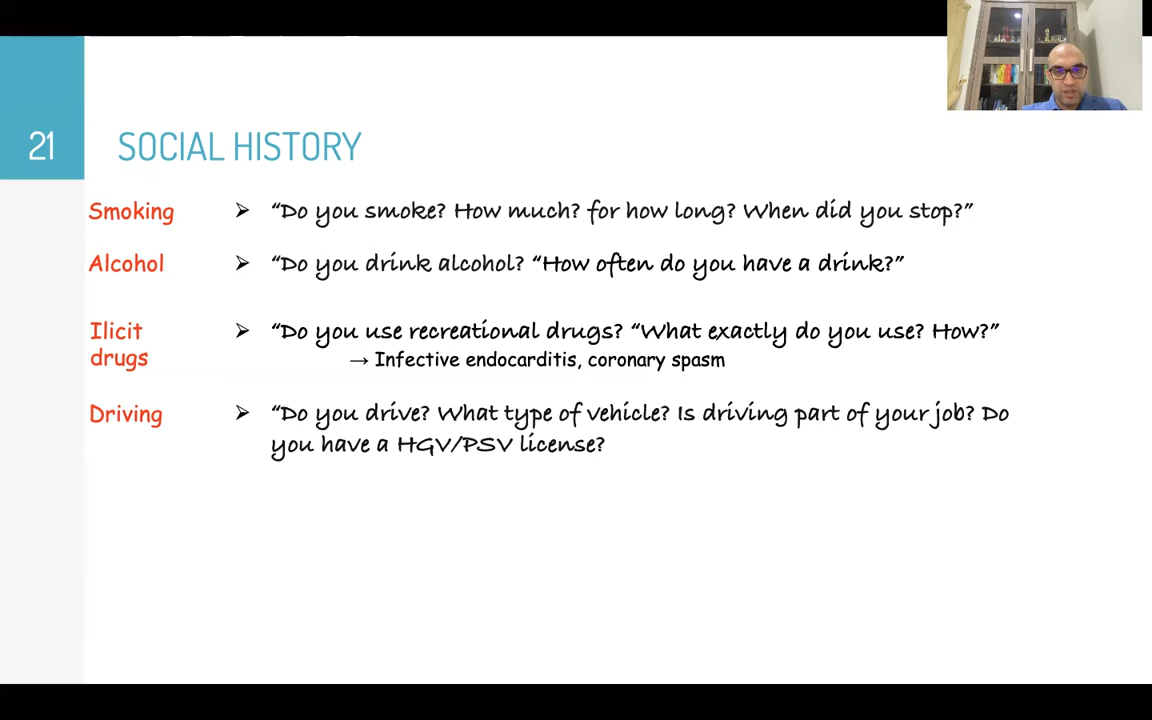 21 SOCIAL HISTORY
Smoking ➢ “Do you smoke? How much? for how long? When did you stop?”
Alcohol ➢ “Do you drink alcohol? “How often do you have a drink?”
Ilicit drugs ➢ “Do you use recreational drugs? “What exactly do you use? How?”
→ Infective endocarditis, coronary spasm
Driving ➢ “Do you drive? What type of vehicle? Is driving part of your job? Do
you have a HGV/PSV license?